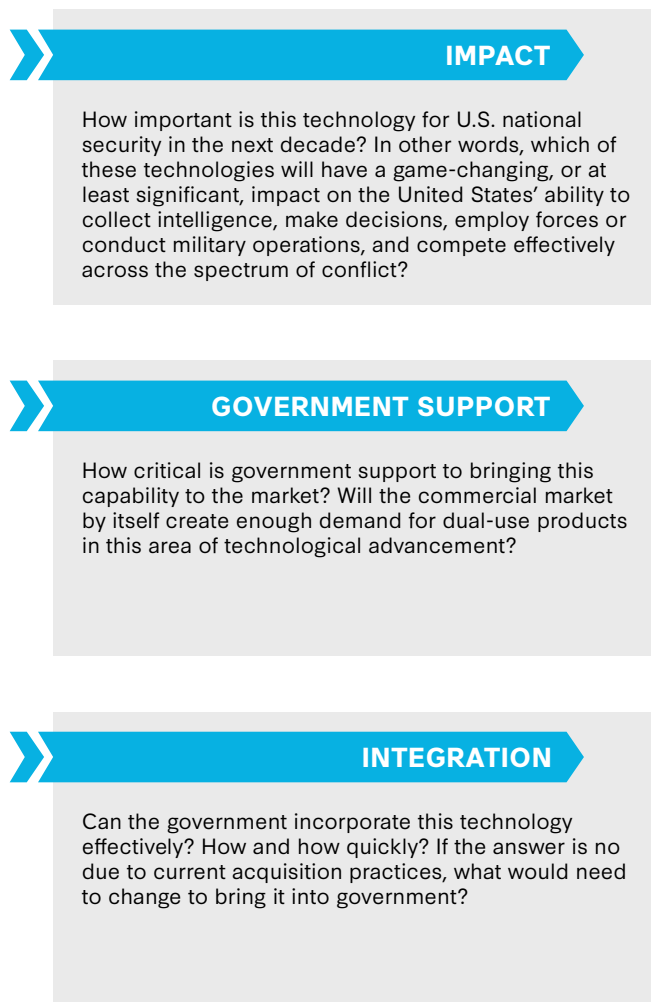 IMPACT
How important is this technology for U.S. national
security in the next decade? In other words, which of
these technologies will have a game-changing, or at
least significant, impact on the United States’ ability to
collect intelligence, make decisions, employ forces or
conduct military operations, and compete effectively
across the spectrum of conflict?
GOVERNMENT SUPPORT
How critical is government support to bringing this
capability to the market? Will the commercial market
by itself create enough demand for dual-use products
in this area of technological advancement?
INTEGRATION
Can the government incorporate this technology
effectively? How and how quickly? If the answer is no
due to current acquisition practices, what would need
to change to bring it into government?